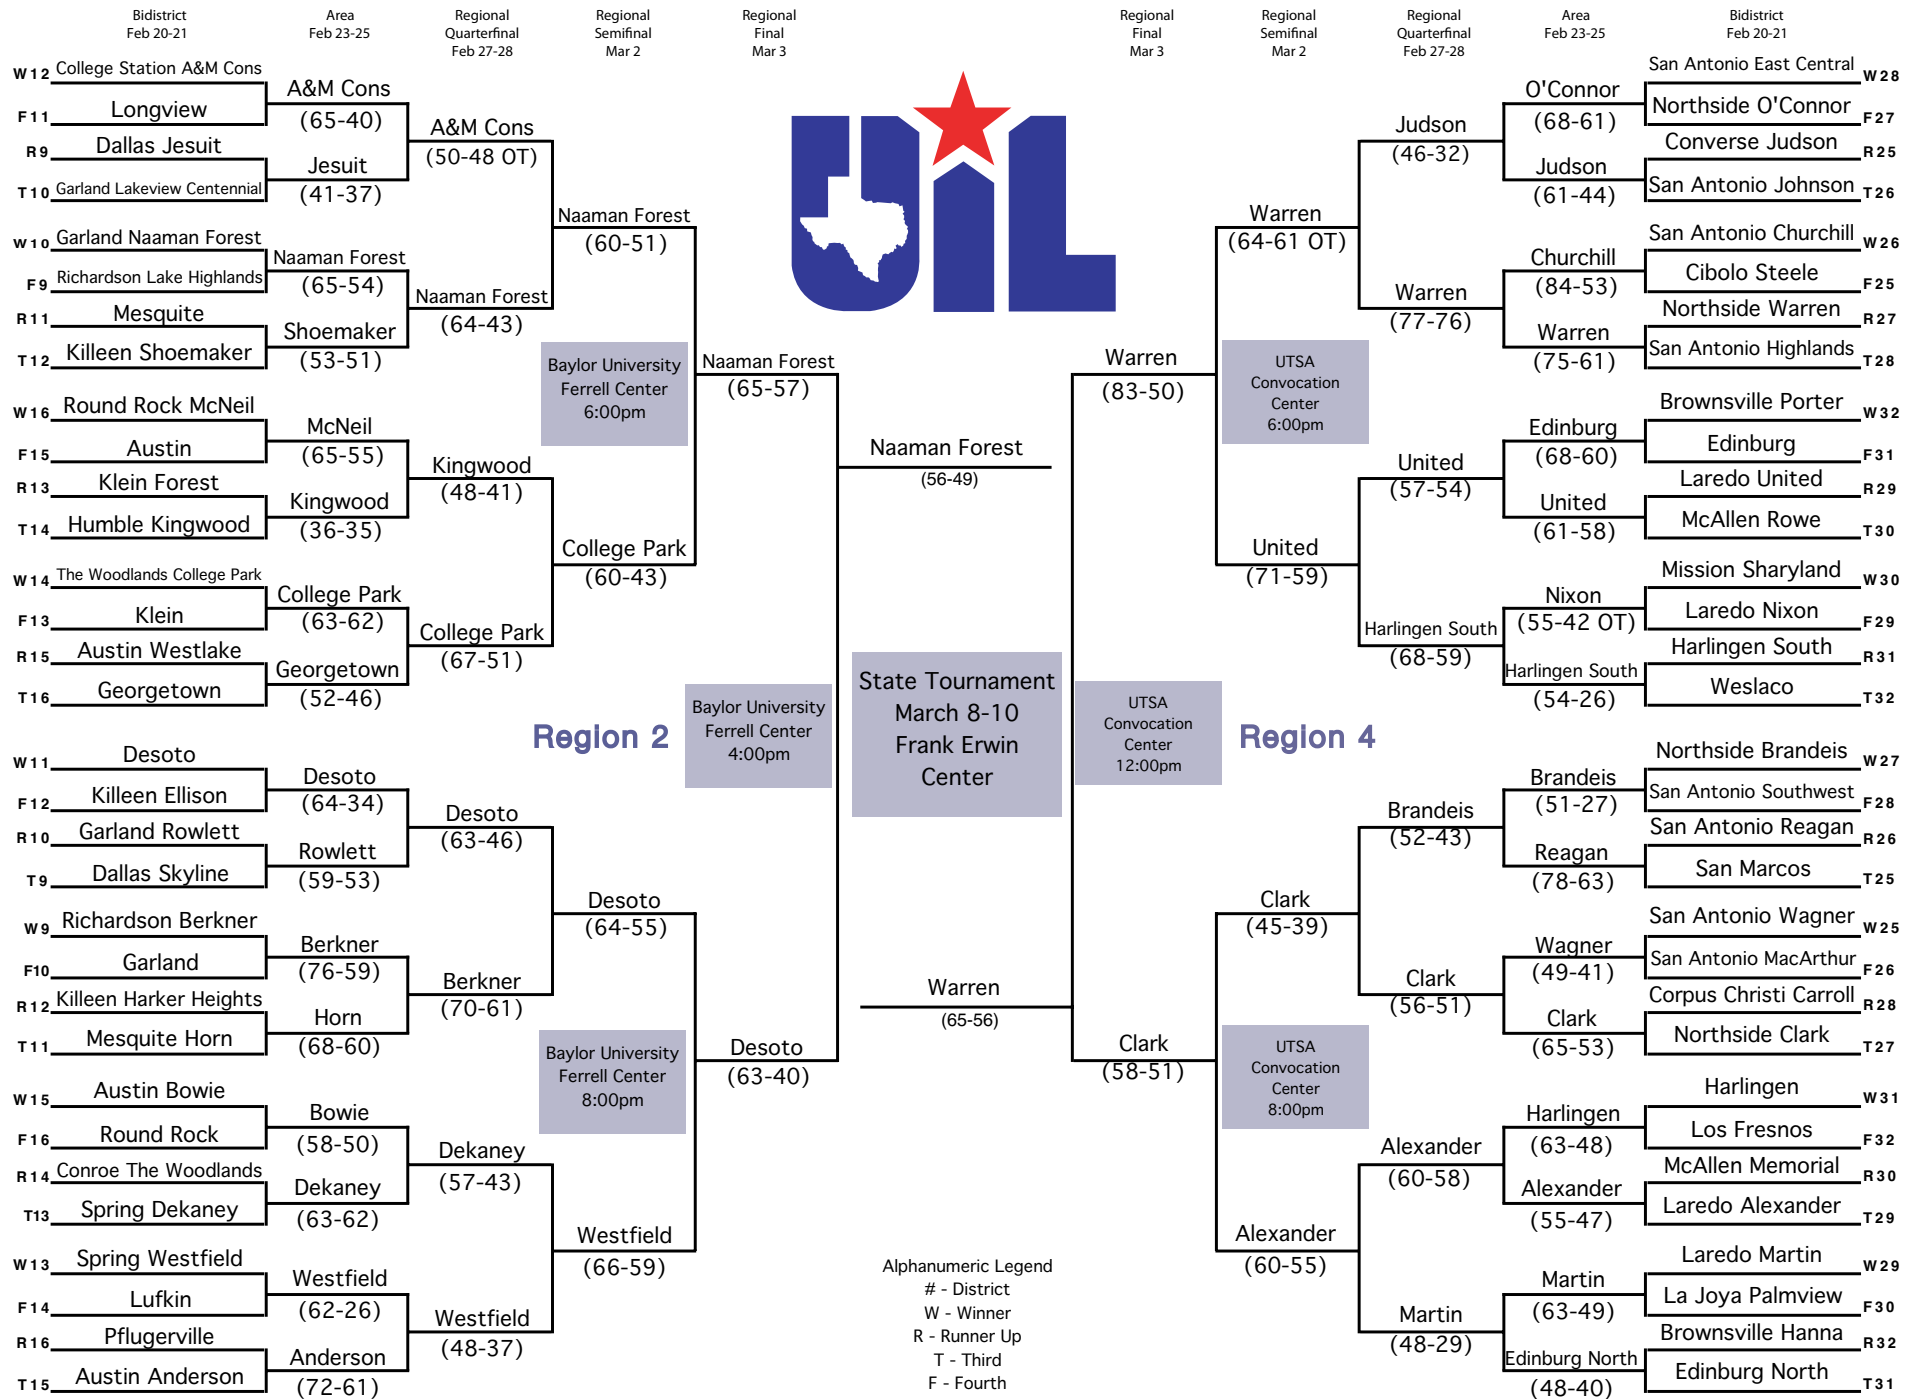 Bidistrict
Feb 20-21
Area
Feb 23-25
Regional
Quarterfinal
Feb 27-28
Regional
Semifinal
Mar 2
Regional
Final
Mar 3
Regional
Final
Mar 3
Regional
Semifinal
Mar 2
Regional
Quarterfinal
Feb 27-28
Area
Feb 23-25
Bidistrict
Feb 20-21
UIL
W12 College Station A&M Cons
F11 Longview
R9 Dallas Jesuit
T10 Garland Lakeview Centennial
W10 Garland Naaman Forest
F9 Richardson Lake Highlands
R11 Mesquite
T12 Killeen Shoemaker
W16 Round Rock McNeil
F15 Austin
R13 Klein Forest
T14 Humble Kingwood
W14 The Woodlands College Park
F13 Klein
R15 Austin Westlake
T16 Georgetown
W11 Desoto
F12 Killeen Ellison
R10 Garland Rowlett
T9 Dallas Skyline
W9 Richardson Berkner
F10 Garland
R12 Killeen Harker Heights
T11 Mesquite Horn
W15 Austin Bowie
F16 Round Rock
R14 Conroe The Woodlands
T13 Spring Dekaney
W13 Spring Westfield
F14 Lufkin
R16 Pflugerville
T15 Austin Anderson
A&M Cons
(65-40)
Jesuit
(41-37)
Naaman Forest
(65-54)
Shoemaker
(53-51)
McNeil
(65-55)
Kingwood
(36-35)
College Park
(63-62)
Georgetown
(52-46)
Desoto
(64-34)
Rowlett
(59-53)
Berkner
(76-59)
Horn
(68-60)
Bowie
(58-50)
Dekaney
(63-62)
Westfield
(62-26)
Anderson
(72-61)
A&M Cons
(50-48 OT)
Naaman Forest
(64-43)
Kingwood
(48-41)
College Park
(67-51)
Desoto
(63-46)
Berkner
(70-61)
Dekaney
(57-43)
Westfield
(48-37)
Naaman Forest
(60-51)
Baylor University
Ferrell Center
6:00pm
College Park
(60-43)
Region 2
Desoto
(64-55)
Baylor University
Ferrell Center
8:00pm
Westfield
(66-59)
Naaman Forest
(65-57)
Baylor University
Ferrell Center
4:00pm
Desoto
(63-40)
Naaman Forest
(56-49)
State Tournament
March 8-10
Frank Erwin
Center
Warren
(65-56)
Alphanumeric Legend
# - District
W - Winner
R - Runner Up
T - Third
F - Fourth
Warren
(83-50)
UTSA
Convocation
Center
12:00pm
Clark
(58-51)
Warren
(64-61 OT)
UTSA
Convocation
Center
6:00pm
United
(71-59)
Region 4
Clark
(45-39)
UTSA
Convocation
Center
8:00pm
Alexander
(60-55)
Judson
(46-32)
Warren
(77-76)
United
(57-54)
Harlingen South
(68-59)
Brandeis
(52-43)
Clark
(56-51)
Alexander
(60-58)
Martin
(48-29)
O'Connor
(68-61)
Judson
(61-44)
Churchill
(84-53)
Warren
(75-61)
Edinburg
(68-60)
United
(61-58)
Nixon
(55-42 OT)
Harlingen South
(54-26)
Brandeis
(51-27)
Reagan
(78-63)
Wagner
(49-41)
Clark
(65-53)
Harlingen
(63-48)
Alexander
(55-47)
Martin
(63-49)
Edinburg North
(48-40)
San Antonio East Central W28
Northside O'Connor F27
Converse Judson R25
San Antonio Johnson T26
San Antonio Churchill W26
Cibolo Steele F25
Northside Warren R27
San Antonio Highlands T28
Brownsville Porter W32
Edinburg F31
Laredo United R29
McAllen Rowe T30
Mission Sharyland W30
Laredo Nixon F29
Harlingen South R31
Weslaco T32
Northside Brandeis W27
San Antonio Southwest F28
San Antonio Reagan R26
San Marcos T25
San Antonio Wagner W25
San Antonio MacArthur F26
Corpus Christi Carroll R28
Northside Clark T27
Harlingen W31
Los Fresnos F32
McAllen Memorial R30
Laredo Alexander T29
Laredo Martin W29
La Joya Palmview F30
Brownsville Hanna R32
Edinburg North T31